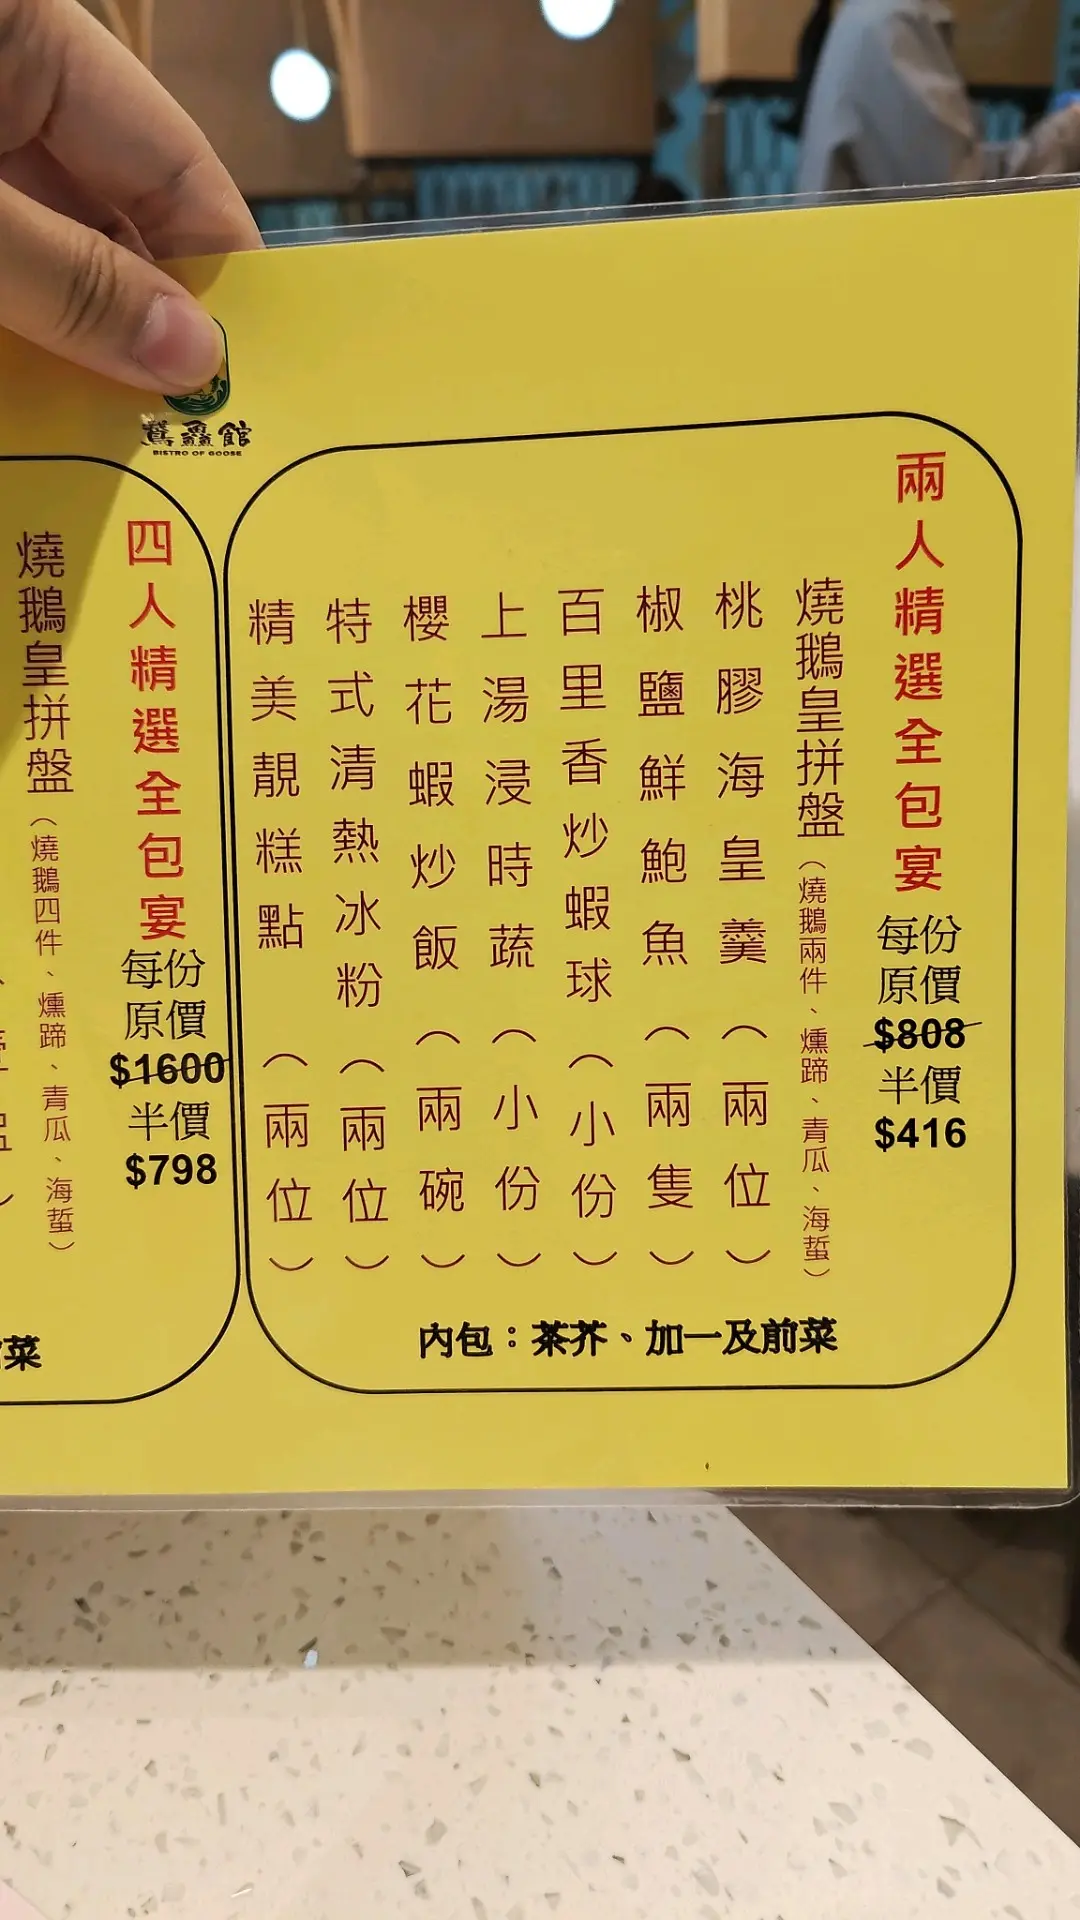 鱻館
BISTRO OF GOOSE
兩人精選全包宴
每份
原價
$808
半價
$416
燒鵝皇拼盤（燒鵝兩件、燻蹄、青瓜、海蜇）
桃膠海皇羹（兩位）
椒鹽鮮鮑魚（兩隻）
百里香炒蝦球（小份）
上湯浸時蔬（小份）
櫻花蝦炒飯（兩碗）
特式清熱冰粉（兩位）
精美靚糕點（兩位）
內包：茶芥、加一及前菜
四人精選全包宴
每份
原價
$1600
半價
$798
燒鵝皇拼盤（燒鵝四件、燻蹄、青瓜、海蜇）
菜